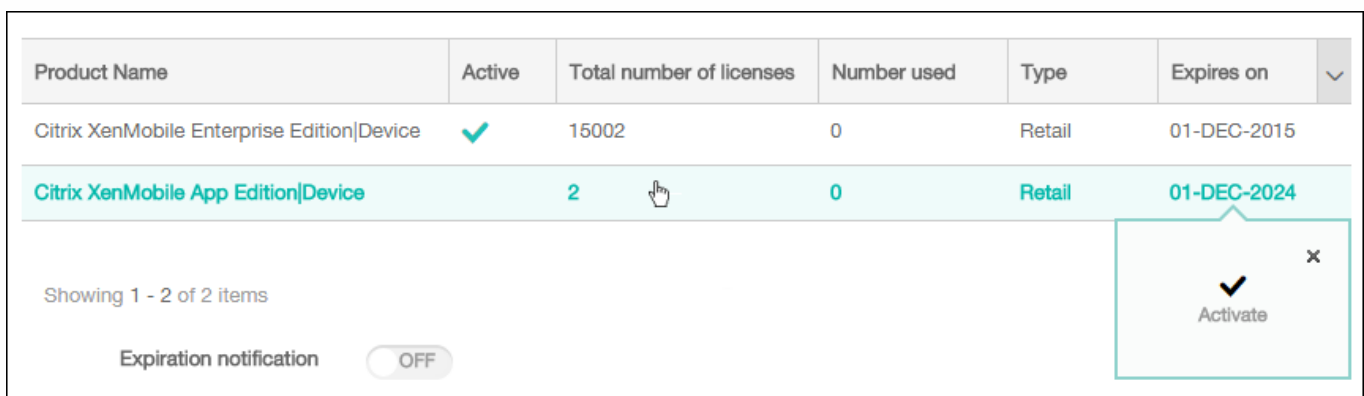 Product Name Active Total number of licenses Number used Type Expires on
Citrix XenMobile Enterprise Edition|Device 15002 0 Retail 01-DEC-2015
Citrix XenMobile App Edition|Device 2 0 Retail 01-DEC-2024
Showing 1 - 2 of 2 items
Activate
Expiration notification OFF